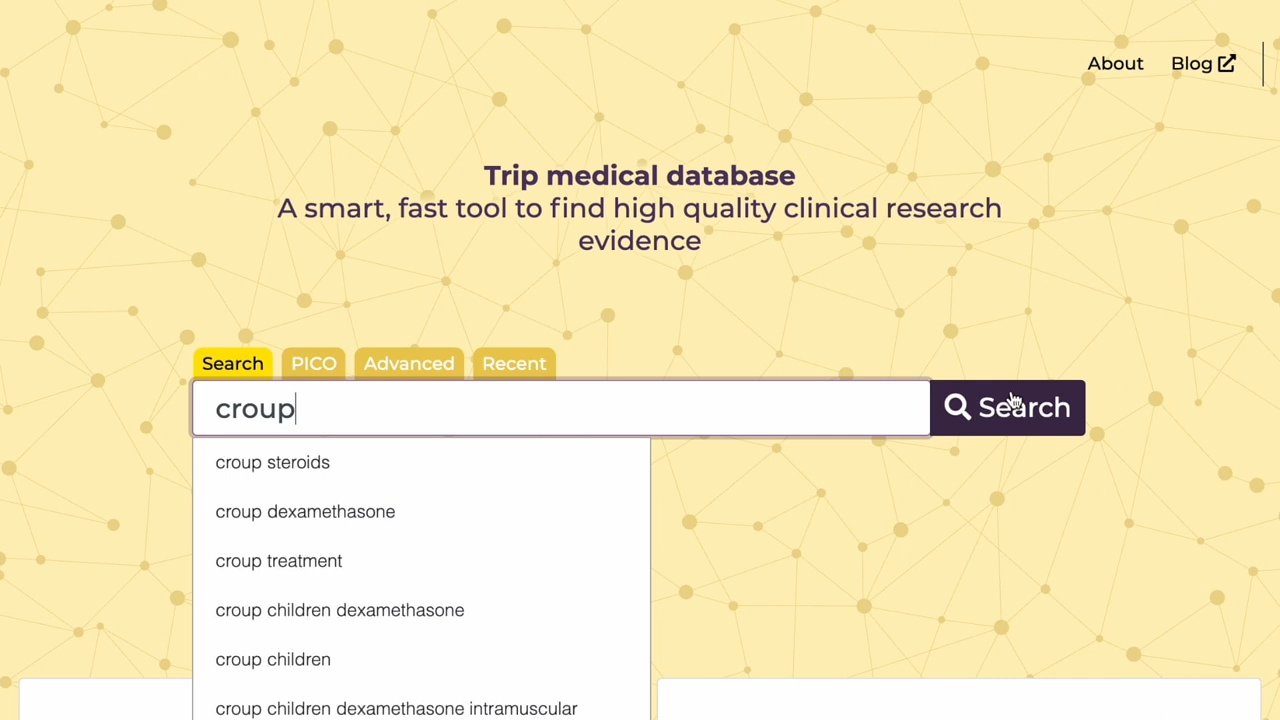 About Blog
Trip medical database
A smart, fast tool to find high quality clinical research
evidence
Search PICO Advanced Recent
croup Search
croup steroids
croup dexamethasone
croup treatment
croup children dexamethasone
croup children
croup children dexamethasone intramuscular